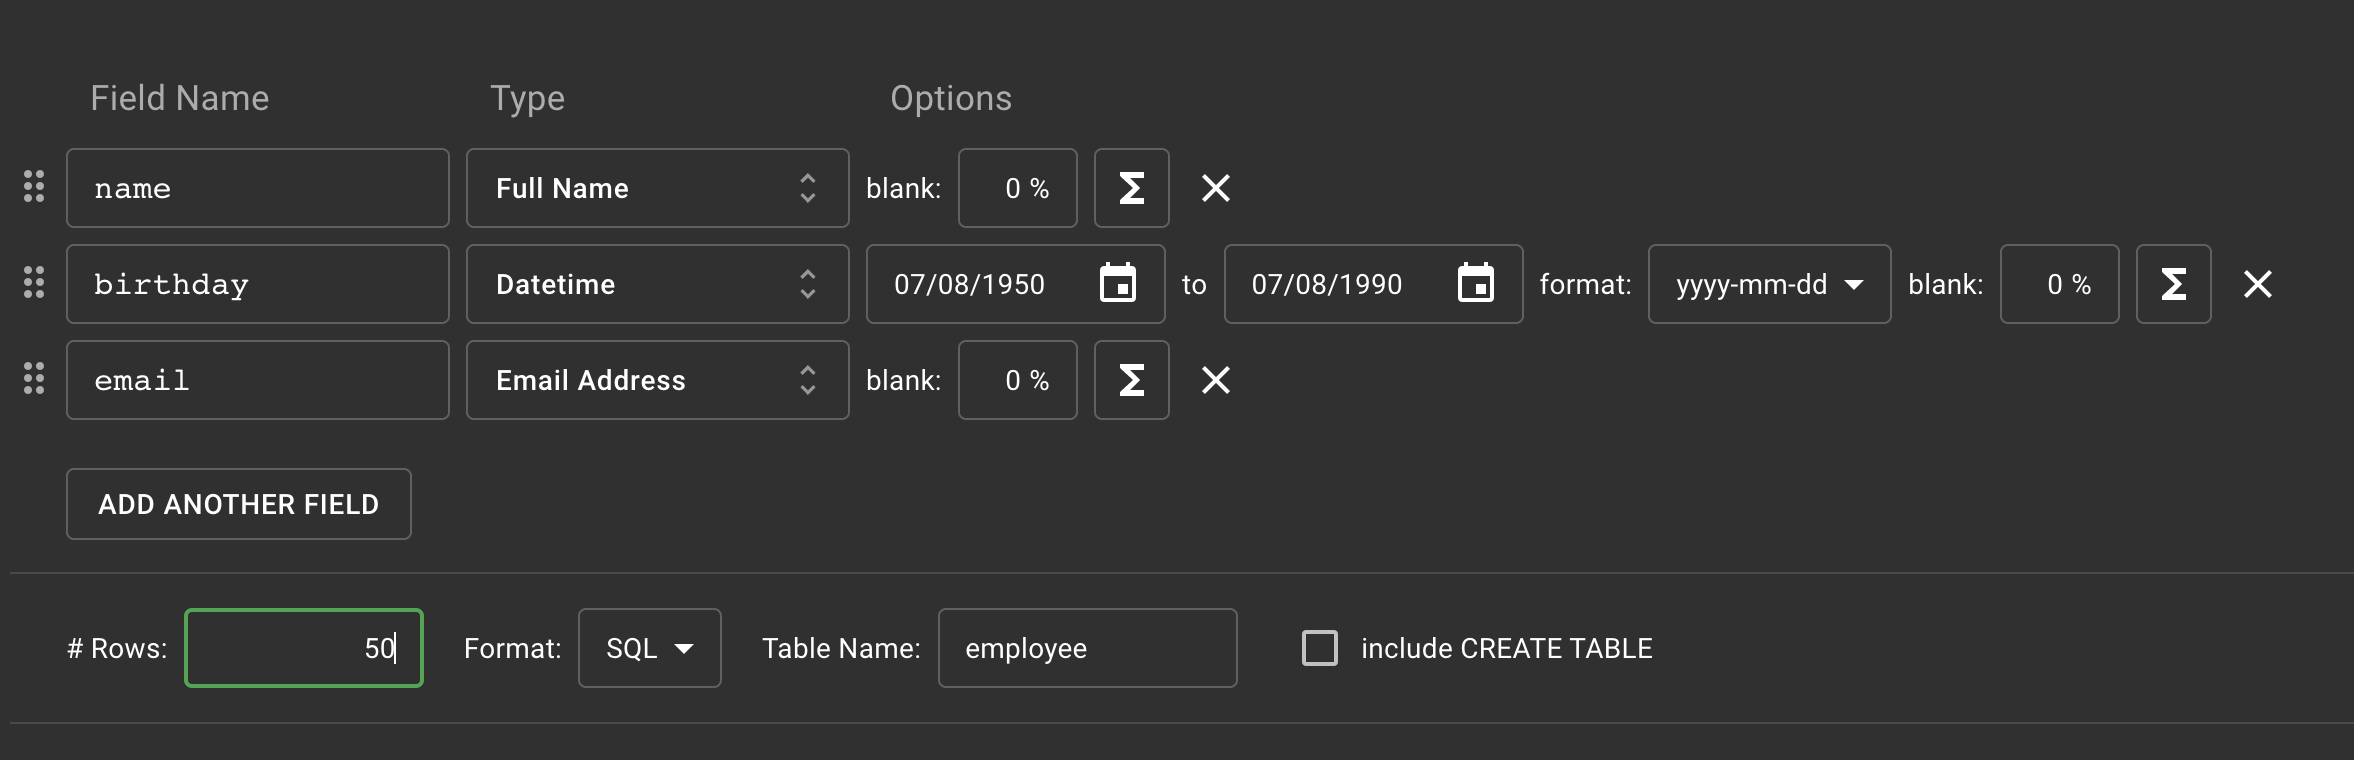 Field Name Type Options
name Full Name blank: 0 % Σ
birthday Datetime 07/08/1950 to 07/08/1990 format: yyyy-mm-dd blank: 0 % Σ
email Email Address blank: 0 % Σ
ADD ANOTHER FIELD
# Rows: 50 Format: SQL Table Name: employee include CREATE TABLE